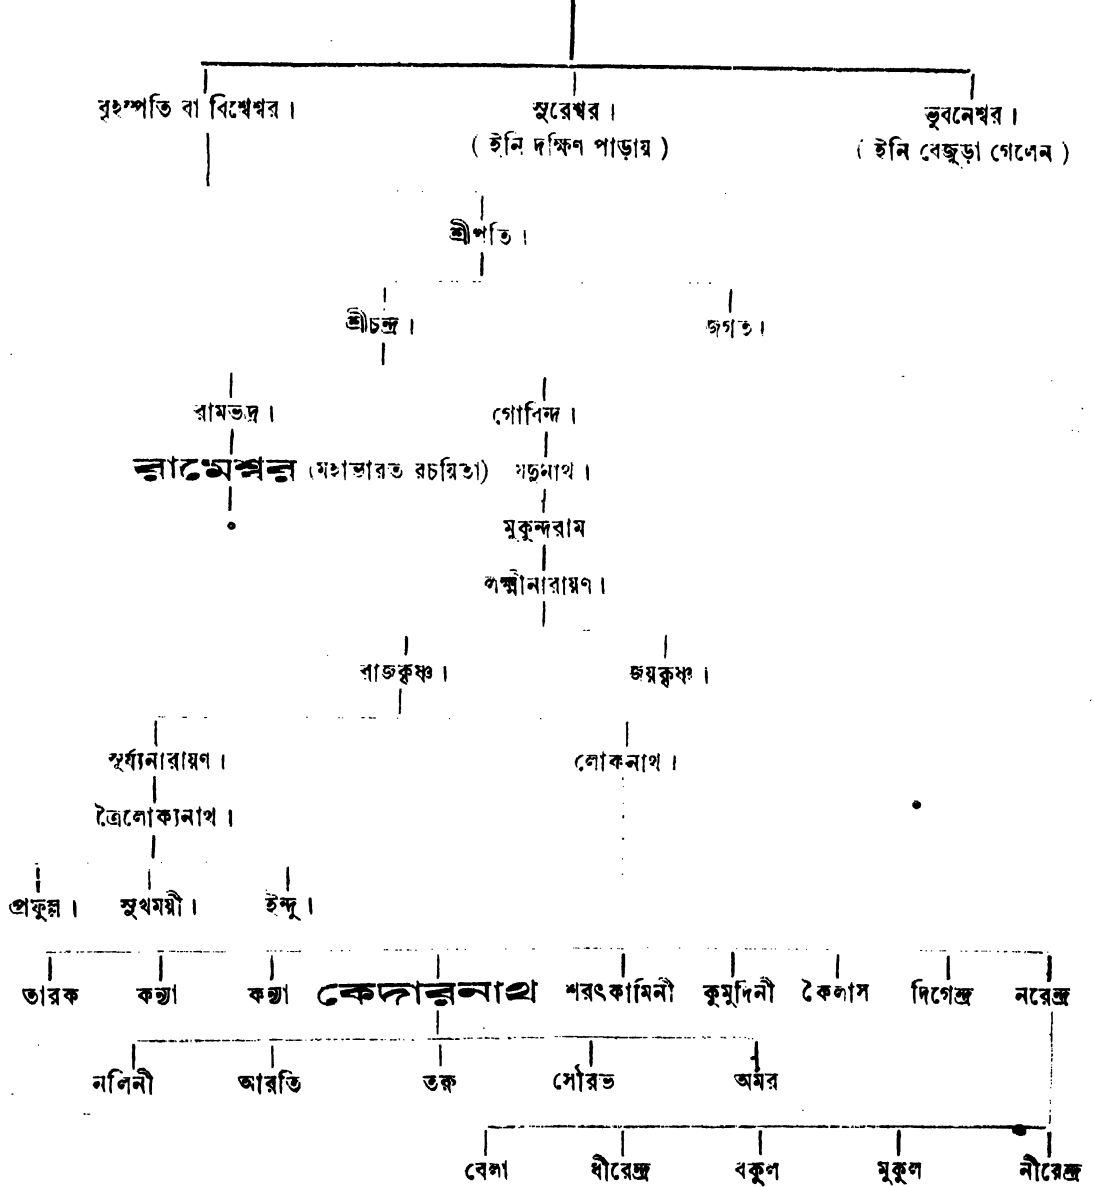 বৃহস্পতি বা বিশ্বেশ্বর। সুরেশ্বর। ভুবনেশ্বর।
( ইনি দক্ষিণ পাড়ায় ) ( ইনি বেজুড়া গেলেন )
শ্রীপতি।
শ্রীচন্দ্র। জগত।
রামভদ্র। গোবিন্দ।
রামেশ্বর (মহাভারত রচয়িতা) যদুনাথ।
মুকুন্দরাম
লক্ষ্মীনারায়ণ।
রাজকৃষ্ণ। জয়কৃষ্ণ।
সূর্য্যনারায়ণ। লোকনাথ।
ত্রৈলোক্যনাথ।
প্রফুল্ল। সুখময়ী। ইন্দু।
তারক কন্যা কন্যা কেদারনাথ শরৎকামিনী কুমুদিনী কৈলাস দিগেন্দ্র নরেন্দ্র
নলিনী আরতি তরু সৌরভ অমর
বেলা ধীরেন্দ্র বকুল মুকুল নীরেন্দ্র